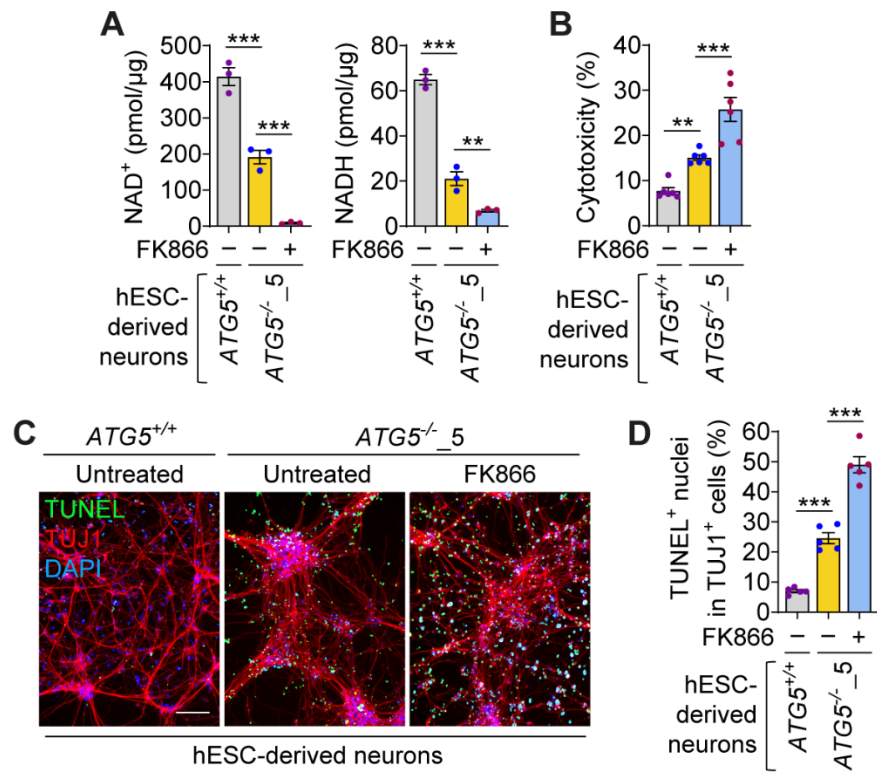 A
NAD⁺ (pmol/µg)
500
400
300
200
100
0
***
***
FK866 − − +
hESC-
derived
neurons
ATG5⁺/⁺
ATG5⁻/⁻_5
NADH (pmol/µg)
80
60
40
20
0
***
**
− − +
ATG5⁺/⁺
ATG5⁻/⁻_5
B
Cytotoxicity (%)
40
30
20
10
0
**
***
FK866 − − +
hESC-
derived
neurons
ATG5⁺/⁺
ATG5⁻/⁻_5
C
ATG5⁺/⁺ ATG5⁻/⁻_5
Untreated Untreated FK866
TUNEL
TUJ1
DAPI
hESC-derived neurons
D
TUNEL⁺ nuclei
in TUJ1⁺ cells (%)
60
50
40
30
20
10
0
***
***
FK866 − − +
hESC-
derived
neurons
ATG5⁺/⁺
ATG5⁻/⁻_5